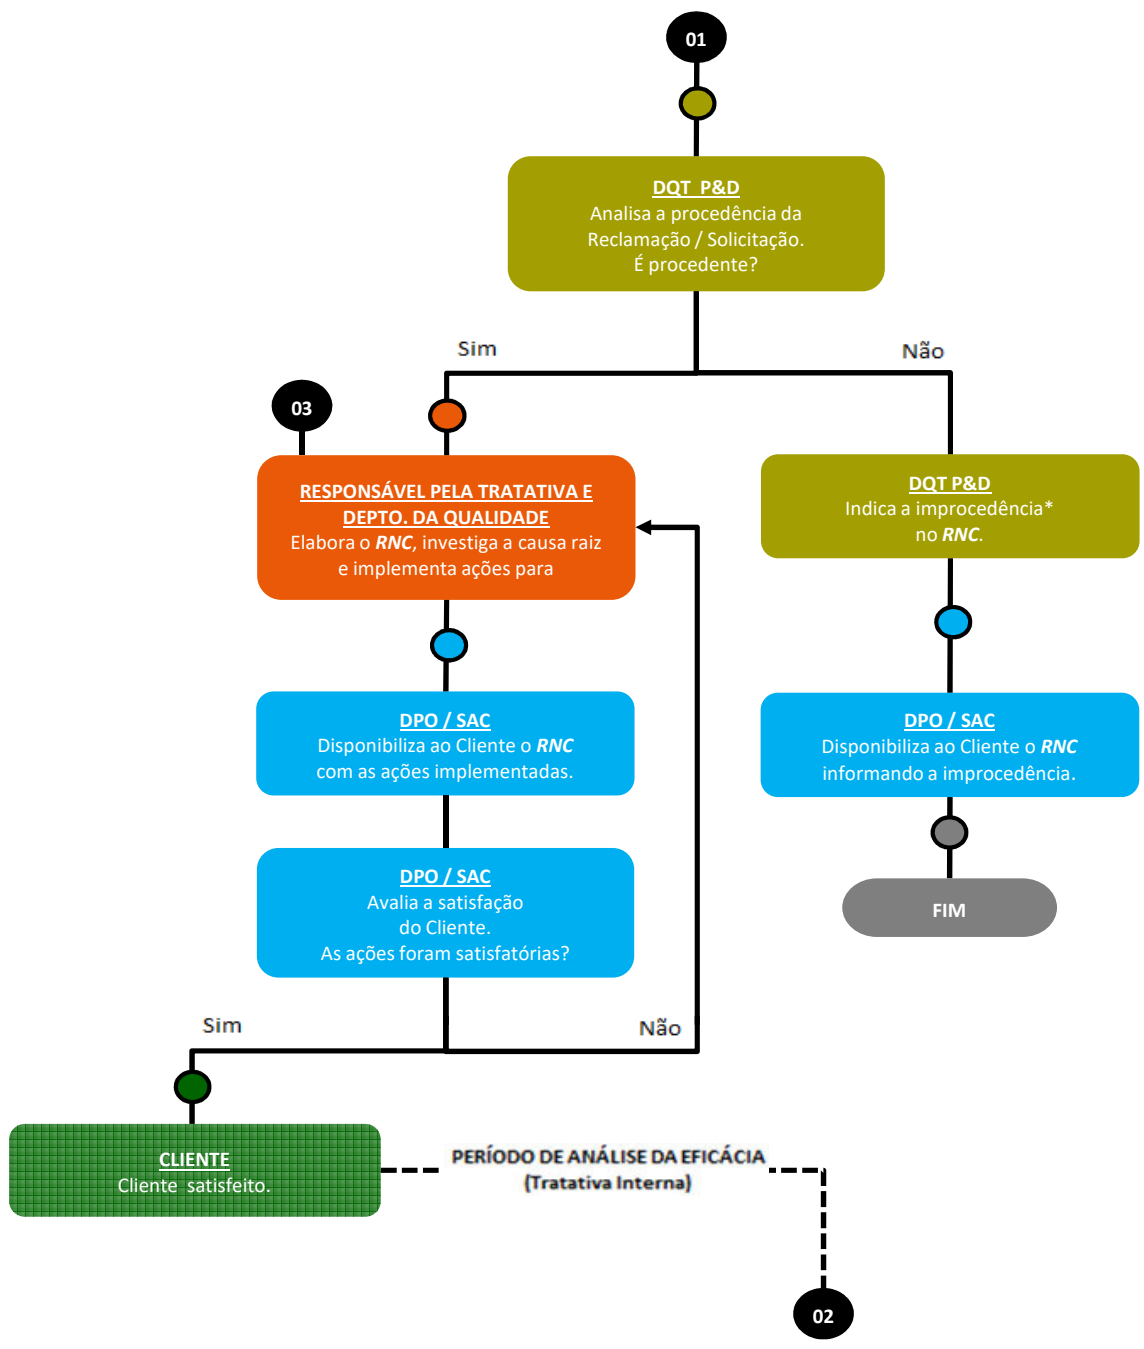 01
DQT P&D
Analisa a procedência da
Reclamação / Solicitação.
É procedente?
Sim
Não
03
RESPONSÁVEL PELA TRATATIVA E
DEPTO. DA QUALIDADE
Elabora o RNC, investiga a causa raiz
e implementa ações para
DQT P&D
Indica a improcedência*
no RNC.
DPO / SAC
Disponibiliza ao Cliente o RNC
com as ações implementadas.
DPO / SAC
Disponibiliza ao Cliente o RNC
informando a improcedência.
DPO / SAC
Avalia a satisfação
do Cliente.
As ações foram satisfatórias?
FIM
Sim
Não
CLIENTE
Cliente satisfeito.
PERÍODO DE ANÁLISE DA EFICÁCIA
(Tratativa Interna)
02